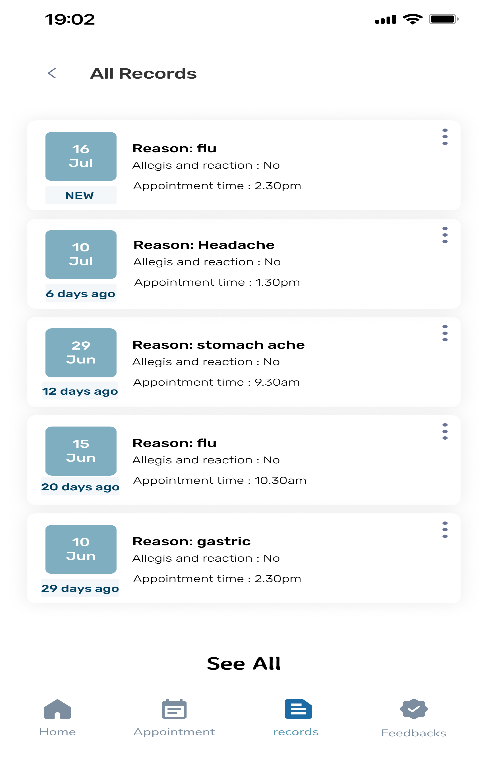 19:02
All Records
16
Jul
NEW
Reason: flu
Allegis and reaction : No
Appointment time : 2.30pm
10
Jul
6 days ago
Reason: Headache
Allegis and reaction : No
Appointment time : 1.30pm
29
Jun
12 days ago
Reason: stomach ache
Allegis and reaction : No
Appointment time : 9.30am
15
Jun
20 days ago
Reason: flu
Allegis and reaction : No
Appointment time : 10.30am
10
Jun
29 days ago
Reason: gastric
Allegis and reaction : No
Appointment time : 2.30pm
See All
Home
Appointment
records
Feedbacks